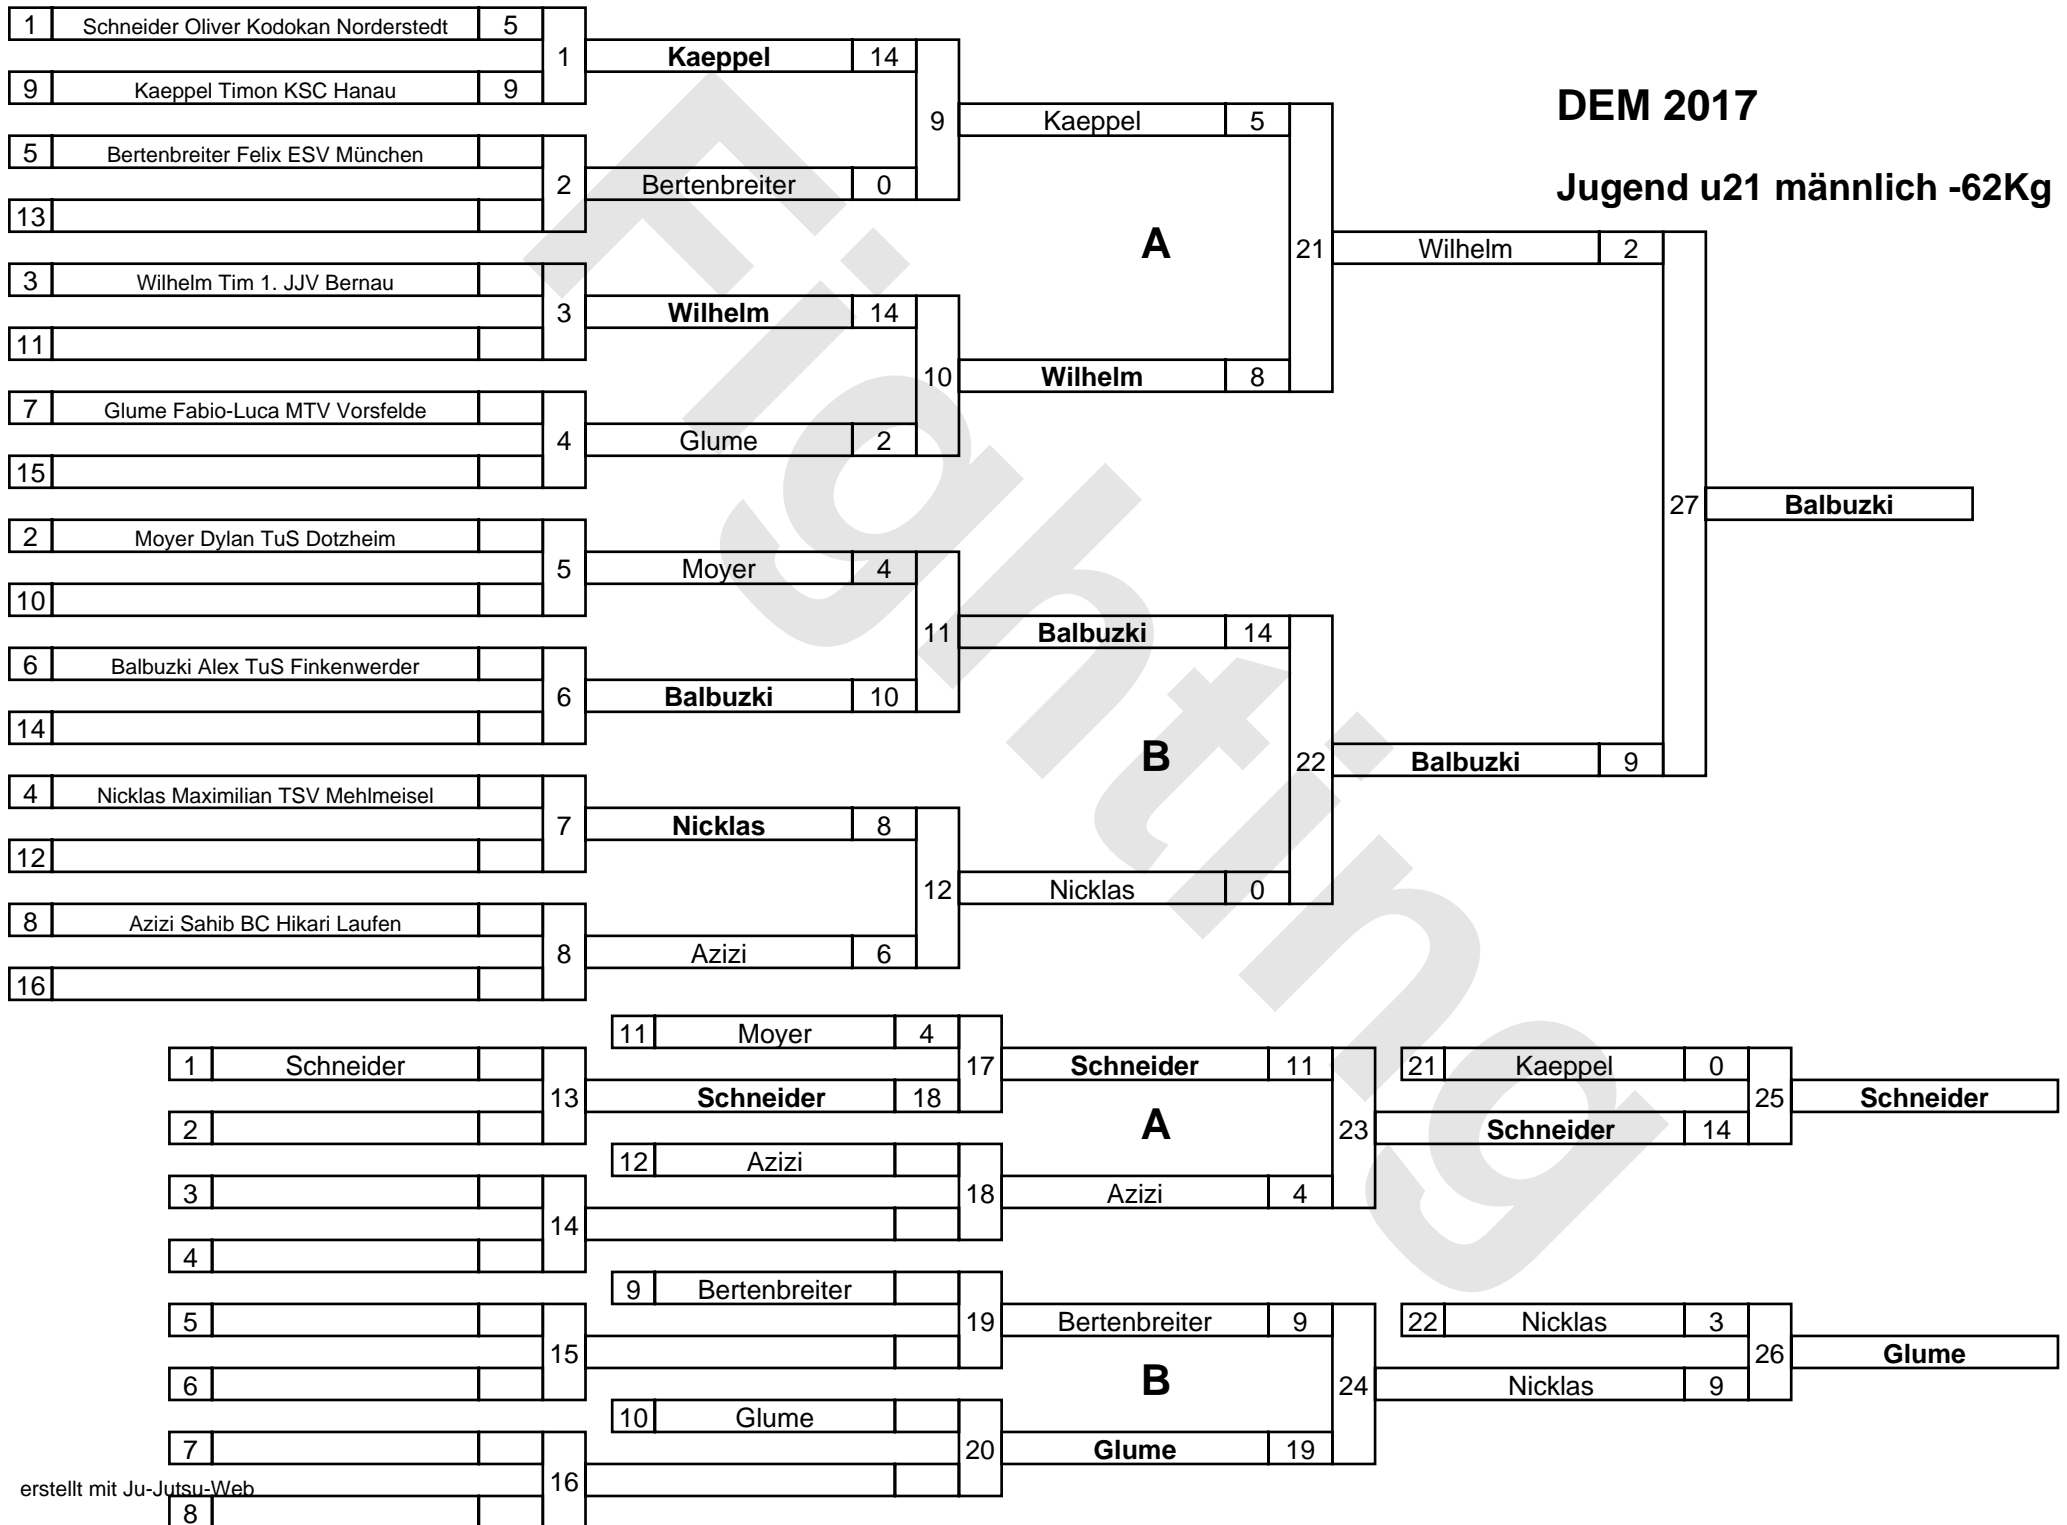 DEM 2017
Jugend u21 männlich -62Kg
1 Schneider Oliver Kodokan Norderstedt 5
1 Kaeppel 14
9 Kaeppel Timon KSC Hanau 9
9 Kaeppel 5
5 Bertenbreiter Felix ESV München
2 Bertenbreiter 0
13
A
21 Wilhelm 2
3 Wilhelm Tim 1. JJV Bernau
3 Wilhelm 14
11
10 Wilhelm 8
7 Glume Fabio-Luca MTV Vorsfelde
4 Glume 2
15
27 Balbuzki
2 Moyer Dylan TuS Dotzheim
5 Moyer 4
10
11 Balbuzki 14
6 Balbuzki Alex TuS Finkenwerder
6 Balbuzki 10
14
B
22 Balbuzki 9
4 Nicklas Maximilian TSV Mehlmeisel
7 Nicklas 8
12
12 Nicklas 0
8 Azizi Sahib BC Hikari Laufen
8 Azizi 6
16
11 Moyer 4
1 Schneider
17 Schneider 11
21 Kaeppel 0
13 Schneider 18
25 Schneider
2
A
23 Schneider 14
12 Azizi
3
18 Azizi 4
14
4
9 Bertenbreiter
5
19 Bertenbreiter 9
22 Nicklas 3
15
26 Glume
6
B
24 Nicklas 9
10 Glume
7
20 Glume 19
16
erstellt mit Ju-Jutsu-Web
8
Fighting